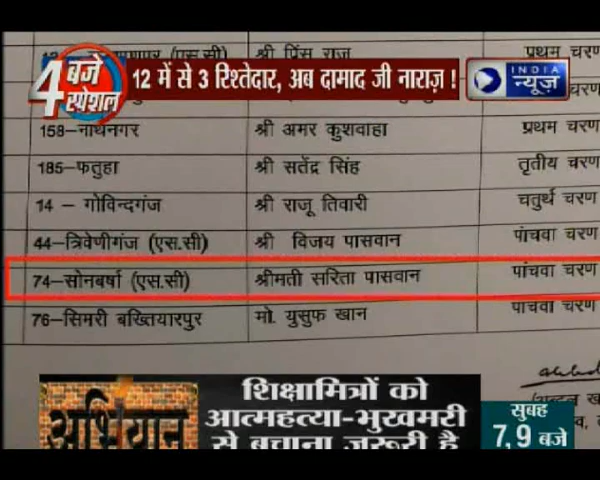 4 बजे स्पेशल
12 में से 3 रिश्तेदार, अब दामाद जी नाराज़ !
INDIA
न्यूज़
(एस.सी) श्री प्रिंस राज प्रथम चरण
158–नाथनगर श्री अमर कुशवाहा प्रथम चरण
185–फतुहा श्री सतेंद्र सिंह तृतीय चरण
14 – गोविन्दगंज श्री राजू तिवारी चतुर्थ चरण
44–त्रिवेणीगंज (एस.सी) श्री विजय पासवान पांचवा चरण
74–सोनबर्षा (एस.सी) श्रीमती सरिता पासवान पांचवा चरण
76–सिमरी बख्तियारपुर मो. युसुफ खान पांचवा चरण
अभियान
शिक्षामित्रों को
आत्महत्या-भुखमरी
से बचाना जरूरी है
सुबह
7, 9 बजे